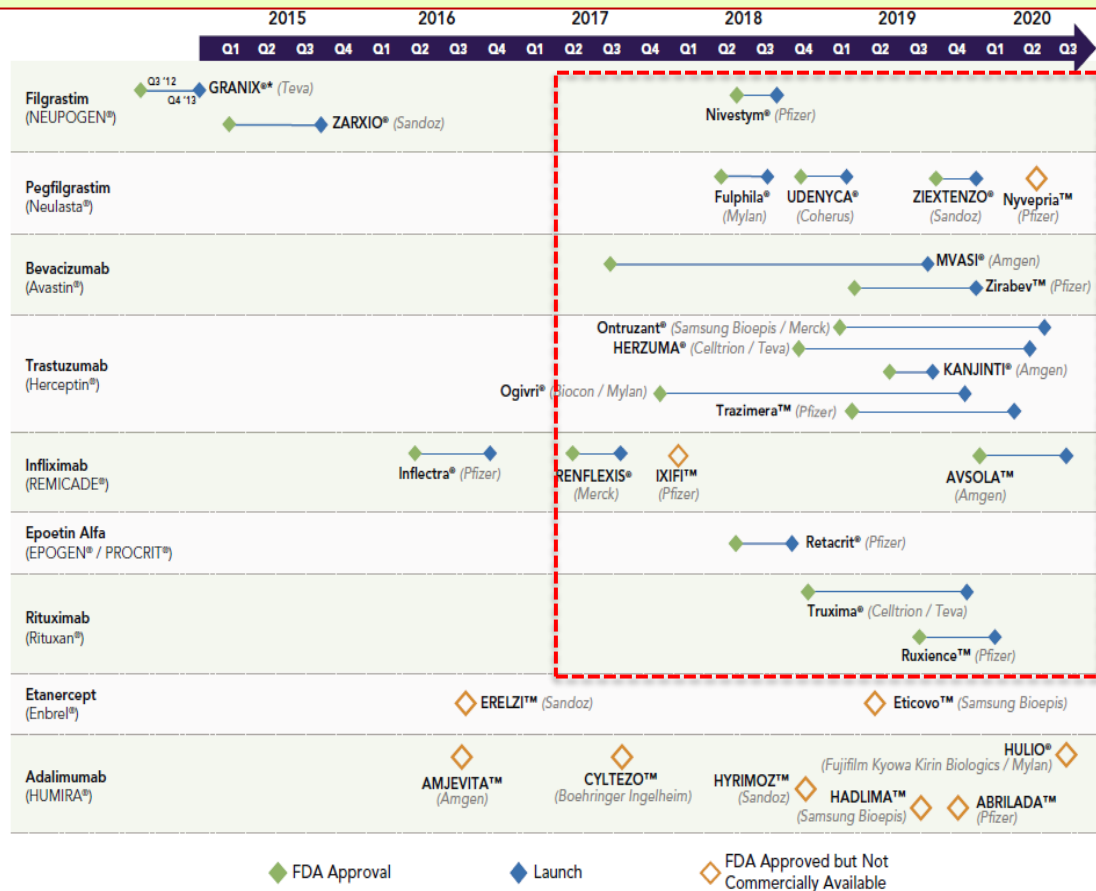 2015 2016 2017 2018 2019 2020
Q1 Q2 Q3 Q4 Q1 Q2 Q3 Q4 Q1 Q2 Q3 Q4 Q1 Q2 Q3 Q4 Q1 Q2 Q3 Q4 Q1 Q2 Q3
Filgrastim
(NEUPOGEN®)
Q3 '12
Q4 '13
GRANIX®* (Teva)
ZARXIO® (Sandoz)
Nivestym® (Pfizer)
Pegfilgrastim
(Neulasta®)
Fulphila®
(Mylan)
UDENYCA®
(Coherus)
ZIEXTENZO®
(Sandoz)
Nyvepria™
(Pfizer)
Bevacizumab
(Avastin®)
MVASI® (Amgen)
Zirabev™ (Pfizer)
Trastuzumab
(Herceptin®)
Ontruzant® (Samsung Bioepis / Merck)
HERZUMA® (Celltrion / Teva)
KANJINTI® (Amgen)
Ogivri® (Biocon / Mylan)
Trazimera™ (Pfizer)
Infliximab
(REMICADE®)
Inflectra® (Pfizer)
RENFLEXIS®
(Merck)
IXIFI™
(Pfizer)
AVSOLA™
(Amgen)
Epoetin Alfa
(EPOGEN® / PROCRIT®)
Retacrit® (Pfizer)
Rituximab
(Rituxan®)
Truxima® (Celltrion / Teva)
Ruxience™ (Pfizer)
Etanercept
(Enbrel®)
ERELZI™ (Sandoz)
Eticovo™ (Samsung Bioepis)
Adalimumab
(HUMIRA®)
AMJEVITA™
(Amgen)
CYLTEZO™
(Boehringer Ingelheim)
HYRIMOZ™
(Sandoz)
HULIO®
(Fujifilm Kyowa Kirin Biologics / Mylan)
HADLIMA™
(Samsung Bioepis)
ABRILADA™
(Pfizer)
FDA Approval
Launch
FDA Approved but Not
Commercially Available